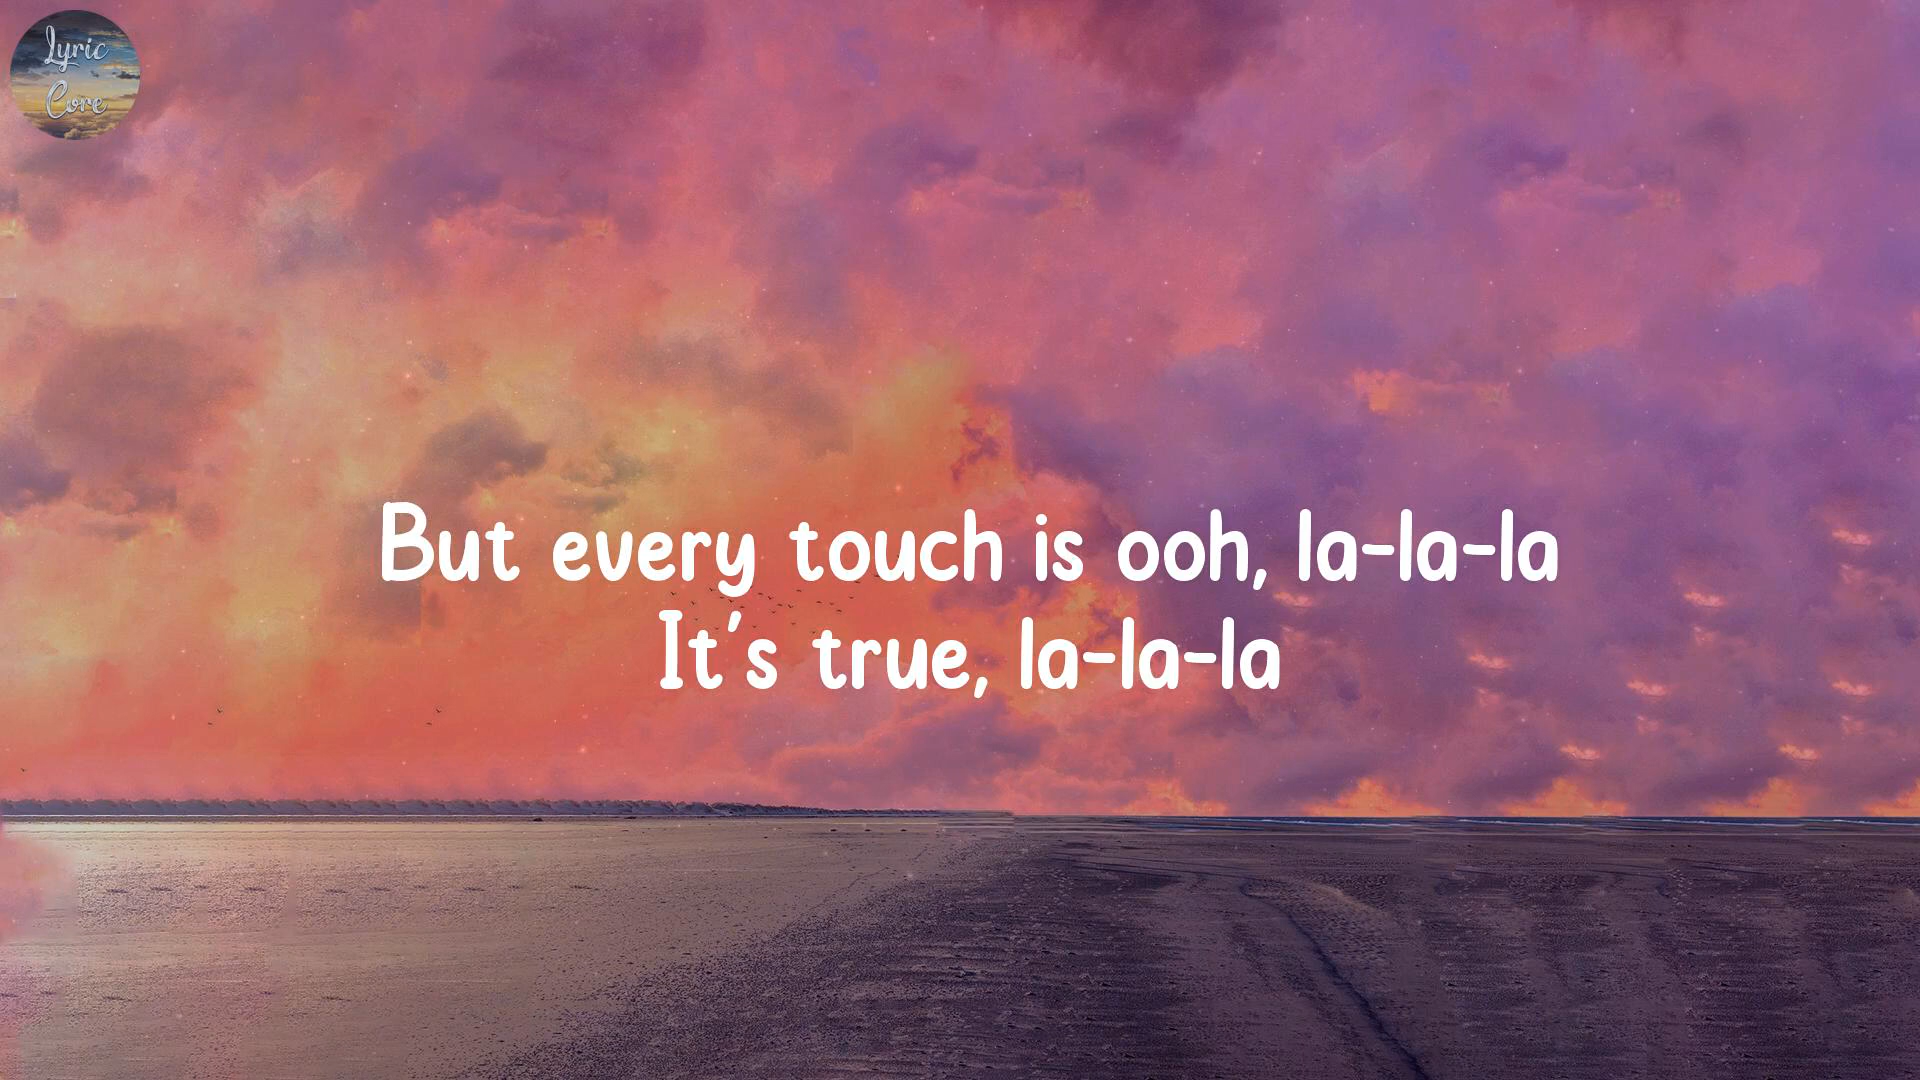 Lyric
Core
But every touch is ooh, la-la-la
It's true, la-la-la